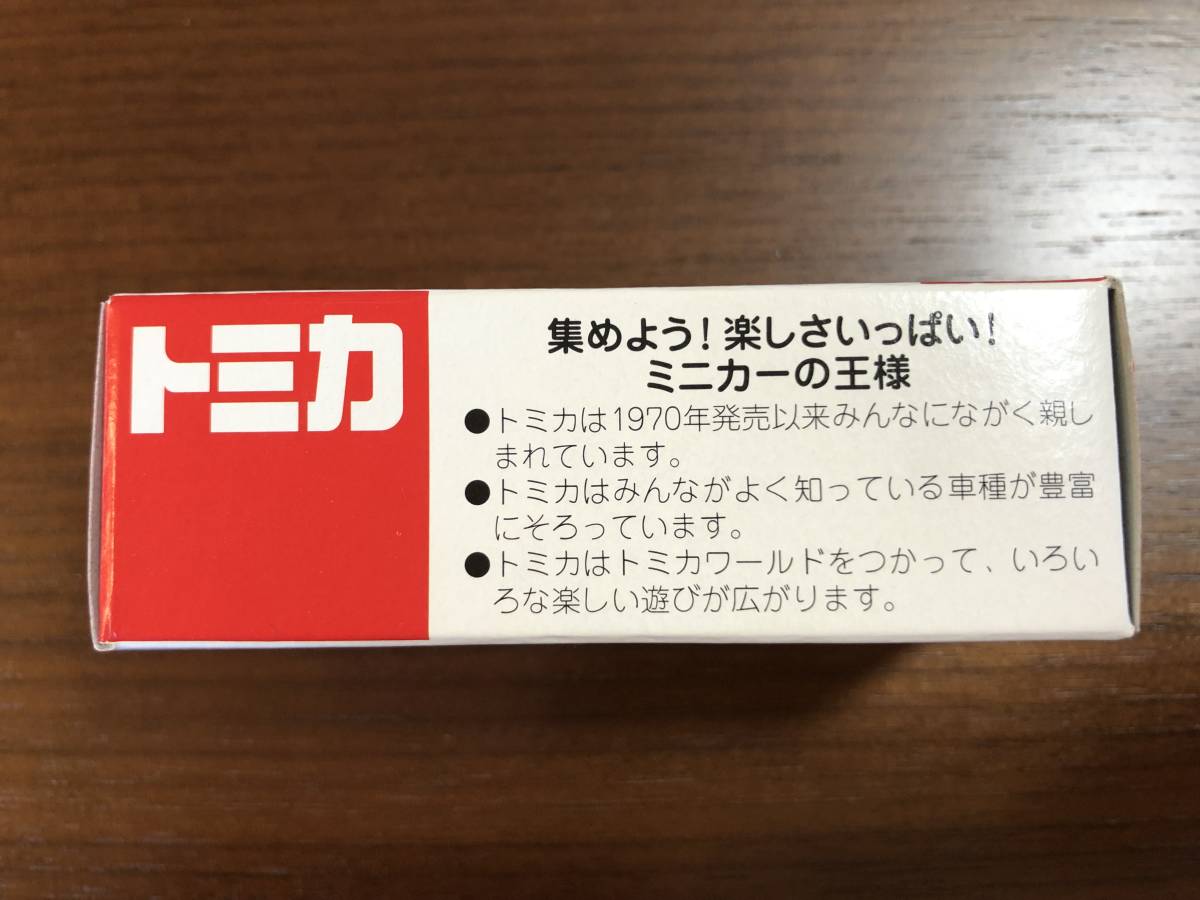 トミカ
集めよう!楽しさいっぱい!
ミニカーの王様
●トミカは1970年発売以来みんなにながく親し
まれています。
●トミカはみんながよく知っている車種が豊富
にそろっています。
●トミカはトミカワールドをつかって、いろい
ろな楽しい遊びが広がります。